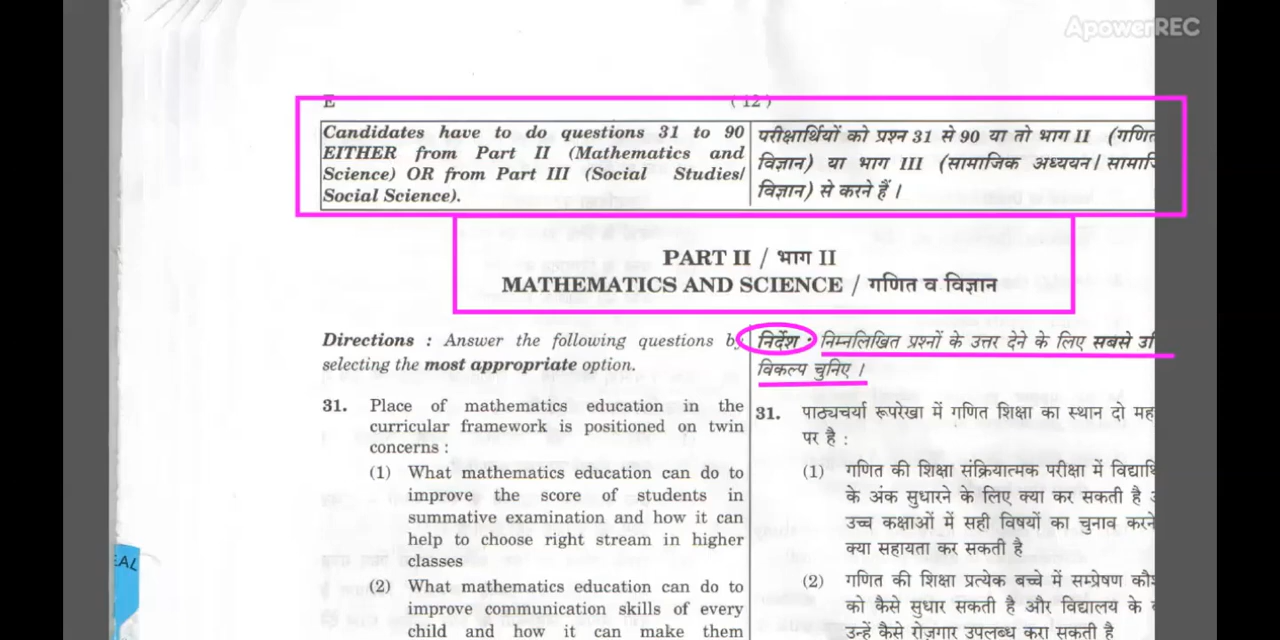 ApowerREC
E
( 12 )
Candidates have to do questions 31 to 90
EITHER from Part II (Mathematics and
Science) OR from Part III (Social Studies/
Social Science).
परीक्षार्थियों को प्रश्न 31 से 90 या तो भाग II (गणित
विज्ञान) या भाग III (सामाजिक अध्ययन/
विज्ञान) से करने हैं ।
PART II / भाग II
MATHEMATICS AND SCIENCE / गणित व विज्ञान
Directions : Answer the following questions by
selecting the most appropriate option.
निर्देश : निम्नलिखित प्रश्नों के उत्तर देने के लिए सबसे
विकल्प चुनिए ।
31. Place of mathematics education in the
curricular framework is positioned on twin
concerns :
(1) What mathematics education can do to
improve the score of students in
summative examination and how it can
help to choose right stream in higher
classes
(2) What mathematics education can do to
improve communication skills of every
child and how it can make them
31. पाठ्यचर्या रूपरेखा में गणित शिक्षा का स्थान दो
पर है :
(1) गणित की शिक्षा संक्रियात्मक परीक्षा में
के अंक सुधारने के लिए क्या कर सकती है
उच्च कक्षाओं में सही विषयों का चुनाव करने
क्या सहायता कर सकती है
(2) गणित की शिक्षा प्रत्येक बच्चे में सम्प्रेषण
को कैसे सुधार सकती है और विद्यालय के
उन्हें कैसे रोज़गार उपलब्ध करा सकती है